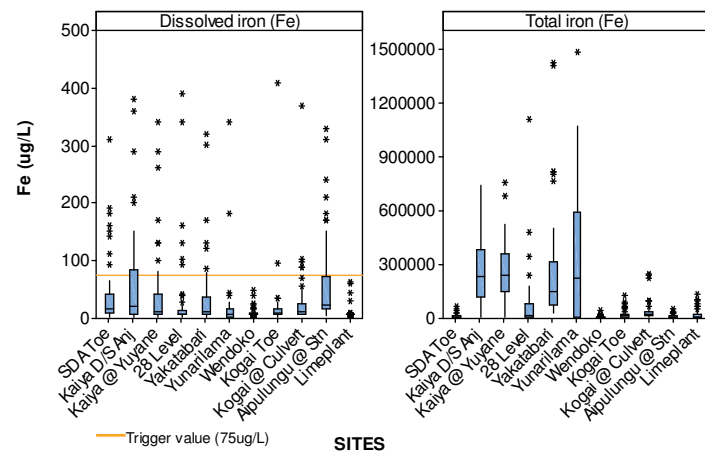 Dissolved iron (Fe)
Total iron (Fe)
Fe (ug/L)
500
400
300
200
100
0
1500000
1200000
900000
600000
300000
0
SDA Toe
Kaiya D/S Anj
Kaiya @ Yuyane
28 Level
Yakatabari
Yunarilama
Wendoko
Kogai Toe
Kogai @ Culvert
Apulungu @ Stn
Limeplant
SDA Toe
Kaiya D/S Anj
Kaiya @ Yuyane
28 Level
Yakatabari
Yunarilama
Wendoko
Kogai Toe
Kogai @ Culvert
Apulungu @ Stn
Limeplant
Trigger value (75ug/L)
SITES